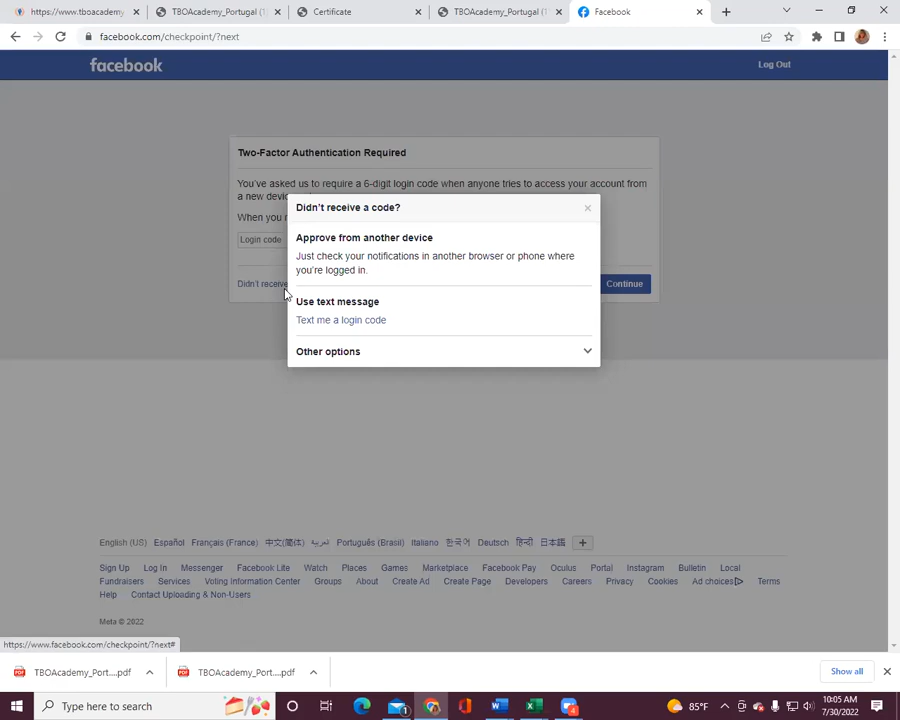 https://www.tboacademy
TBOAcademy_Portugal (1)
Certificate
TBOAcademy_Portugal (1
Facebook
facebook.com/checkpoint/?next
facebook
Log Out
Two-Factor Authentication Required
You've asked us to require a 6-digit login code when anyone tries to access your account from
a new devic
When you r
Login code
Didn't receive
Continue
Didn't receive a code?
Approve from another device
Just check your notifications in another browser or phone where
you're logged in.
Use text message
Text me a login code
Other options
English (US) Español Français (France) 中文(简体) العربية Português (Brasil) Italiano 한국어 Deutsch हिन्दी 日本語
Sign Up Log In Messenger Facebook Lite Watch Places Games Marketplace Facebook Pay Oculus Portal Instagram Bulletin Local
Fundraisers Services Voting Information Center Groups About Create Ad Create Page Developers Careers Privacy Cookies Ad choices Terms
Help Contact Uploading & Non-Users
Meta © 2022
https://www.facebook.com/checkpoint/?next#
TBOAcademy_Port....pdf
TBOAcademy_Port....pdf
Show all
Type here to search
85°F
10:05 AM
7/30/2022